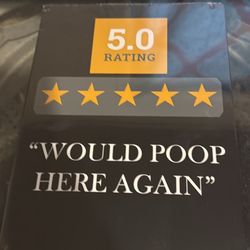 5.0
RATING
“WOULD POOP
HERE AGAIN”